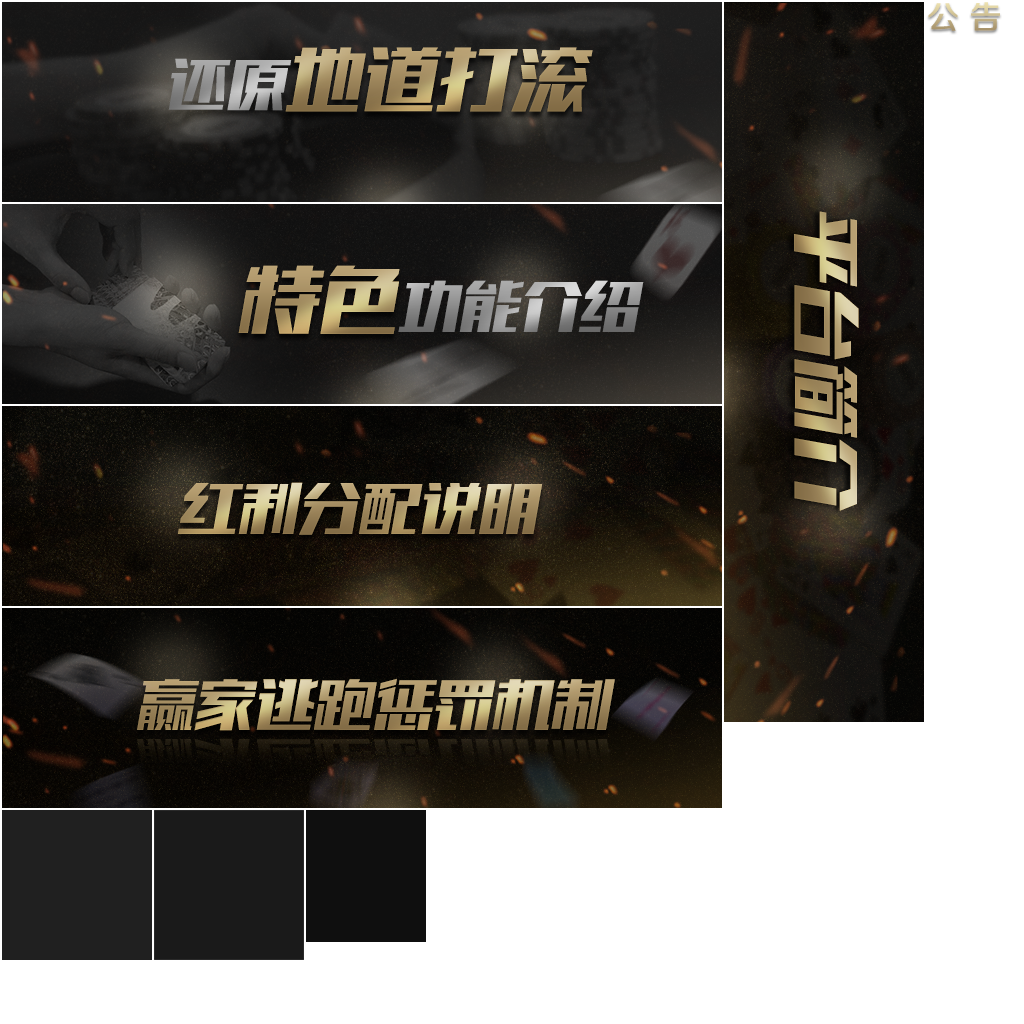 还原地道打滚
特色功能介绍
红利分配说明
赢家逃跑惩罚机制
平台简介
公告